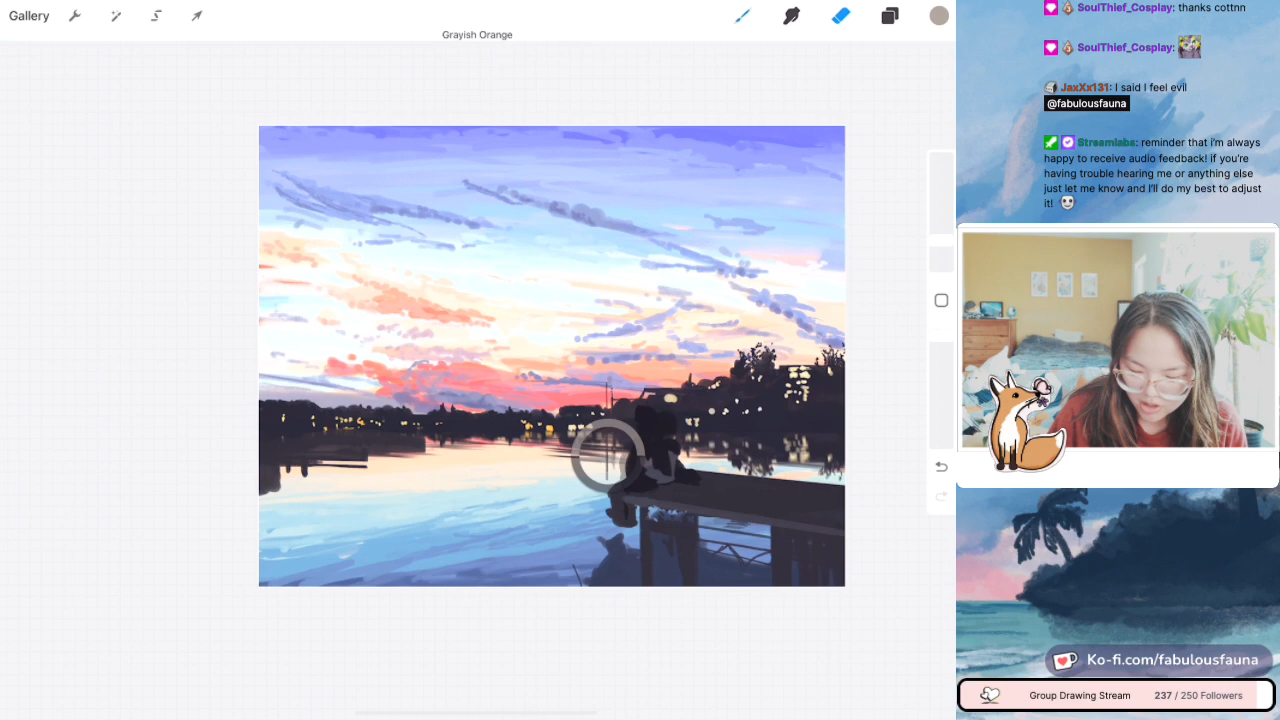 Gallery
Grayish Orange
SoulThief_Cosplay: thanks cottnn
SoulThief_Cosplay:
JaxXx131: I said I feel evil
@fabulousfauna
Streamlabs: reminder that i'm always
happy to receive audio feedback! if you're
having trouble hearing me or anything else
just let me know and I'll do my best to adjust
it!
Ko-fi.com/fabulousfauna
Group Drawing Stream 237 / 250 Followers